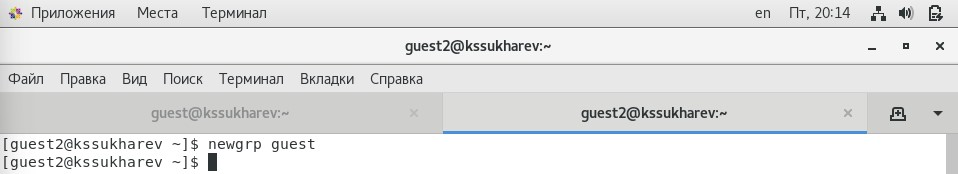 Приложения Места Терминал en Пт, 20:14
guest2@kssukharev:~
Файл Правка Вид Поиск Терминал Вкладки Справка
guest@kssukharev:~ guest2@kssukharev:~
[guest2@kssukharev ~]$ newgrp guest
[guest2@kssukharev ~]$